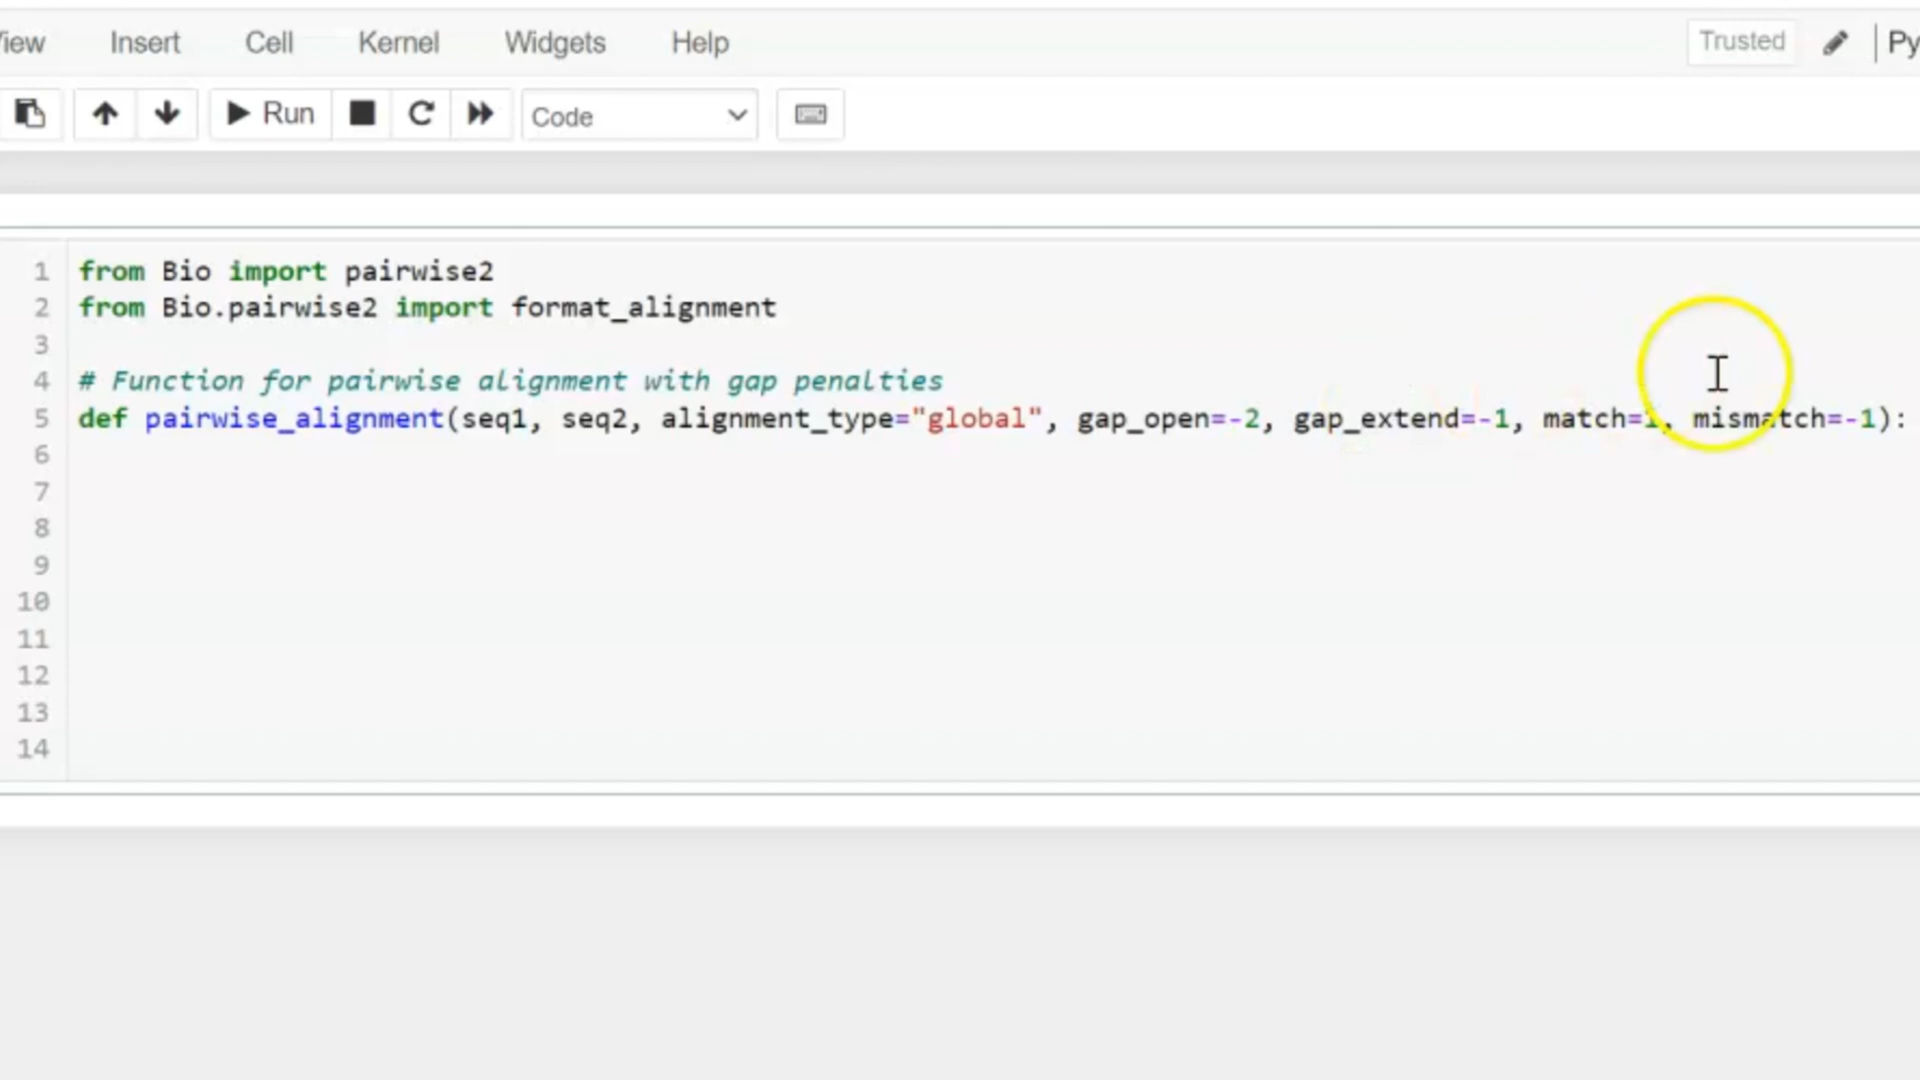 Insert Cell Kernel Widgets Help Trusted
Run Code
1 from Bio import pairwise2
2 from Bio.pairwise2 import format_alignment
3
4 # Function for pairwise alignment with gap penalties
5 def pairwise_alignment(seq1, seq2, alignment_type="global", gap_open=-2, gap_extend=-1, match=1, mismatch=-1):
6
7
8
9
10
11
12
13
14